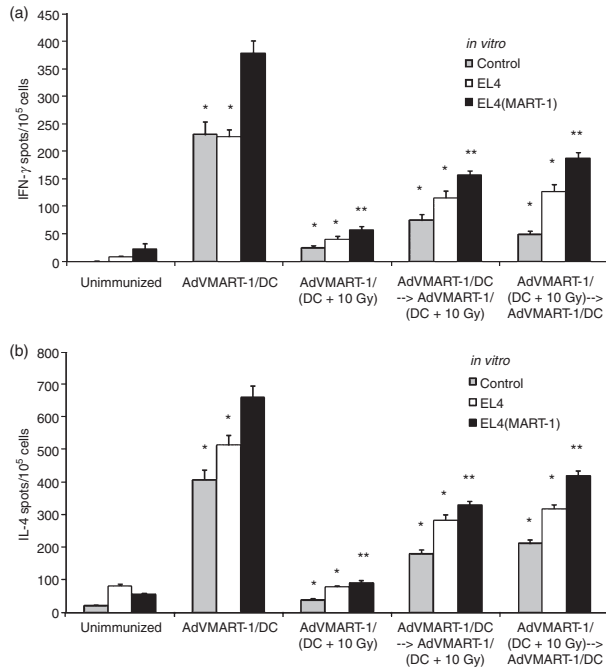 (a)
450
400
350
300
250
200
150
100
50
0
IFN-γ spots/10⁵ cells
in vitro
Control
EL4
EL4(MART-1)
* *
* * **
* * **
* * **
Unimmunized
AdVMART-1/DC
AdVMART-1/
(DC + 10 Gy)
AdVMART-1/DC
--> AdVMART-1/
(DC + 10 Gy)
AdVMART-1/
(DC + 10 Gy)-->
AdVMART-1/DC
(b)
800
700
600
500
400
300
200
100
0
IL-4 spots/10⁵ cells
in vitro
Control
EL4
EL4(MART-1)
* *
* * **
* * **
* * **
Unimmunized
AdVMART-1/DC
AdVMART-1/
(DC + 10 Gy)
AdVMART-1/DC
--> AdVMART-1/
(DC + 10 Gy)
AdVMART-1/
(DC + 10 Gy)-->
AdVMART-1/DC